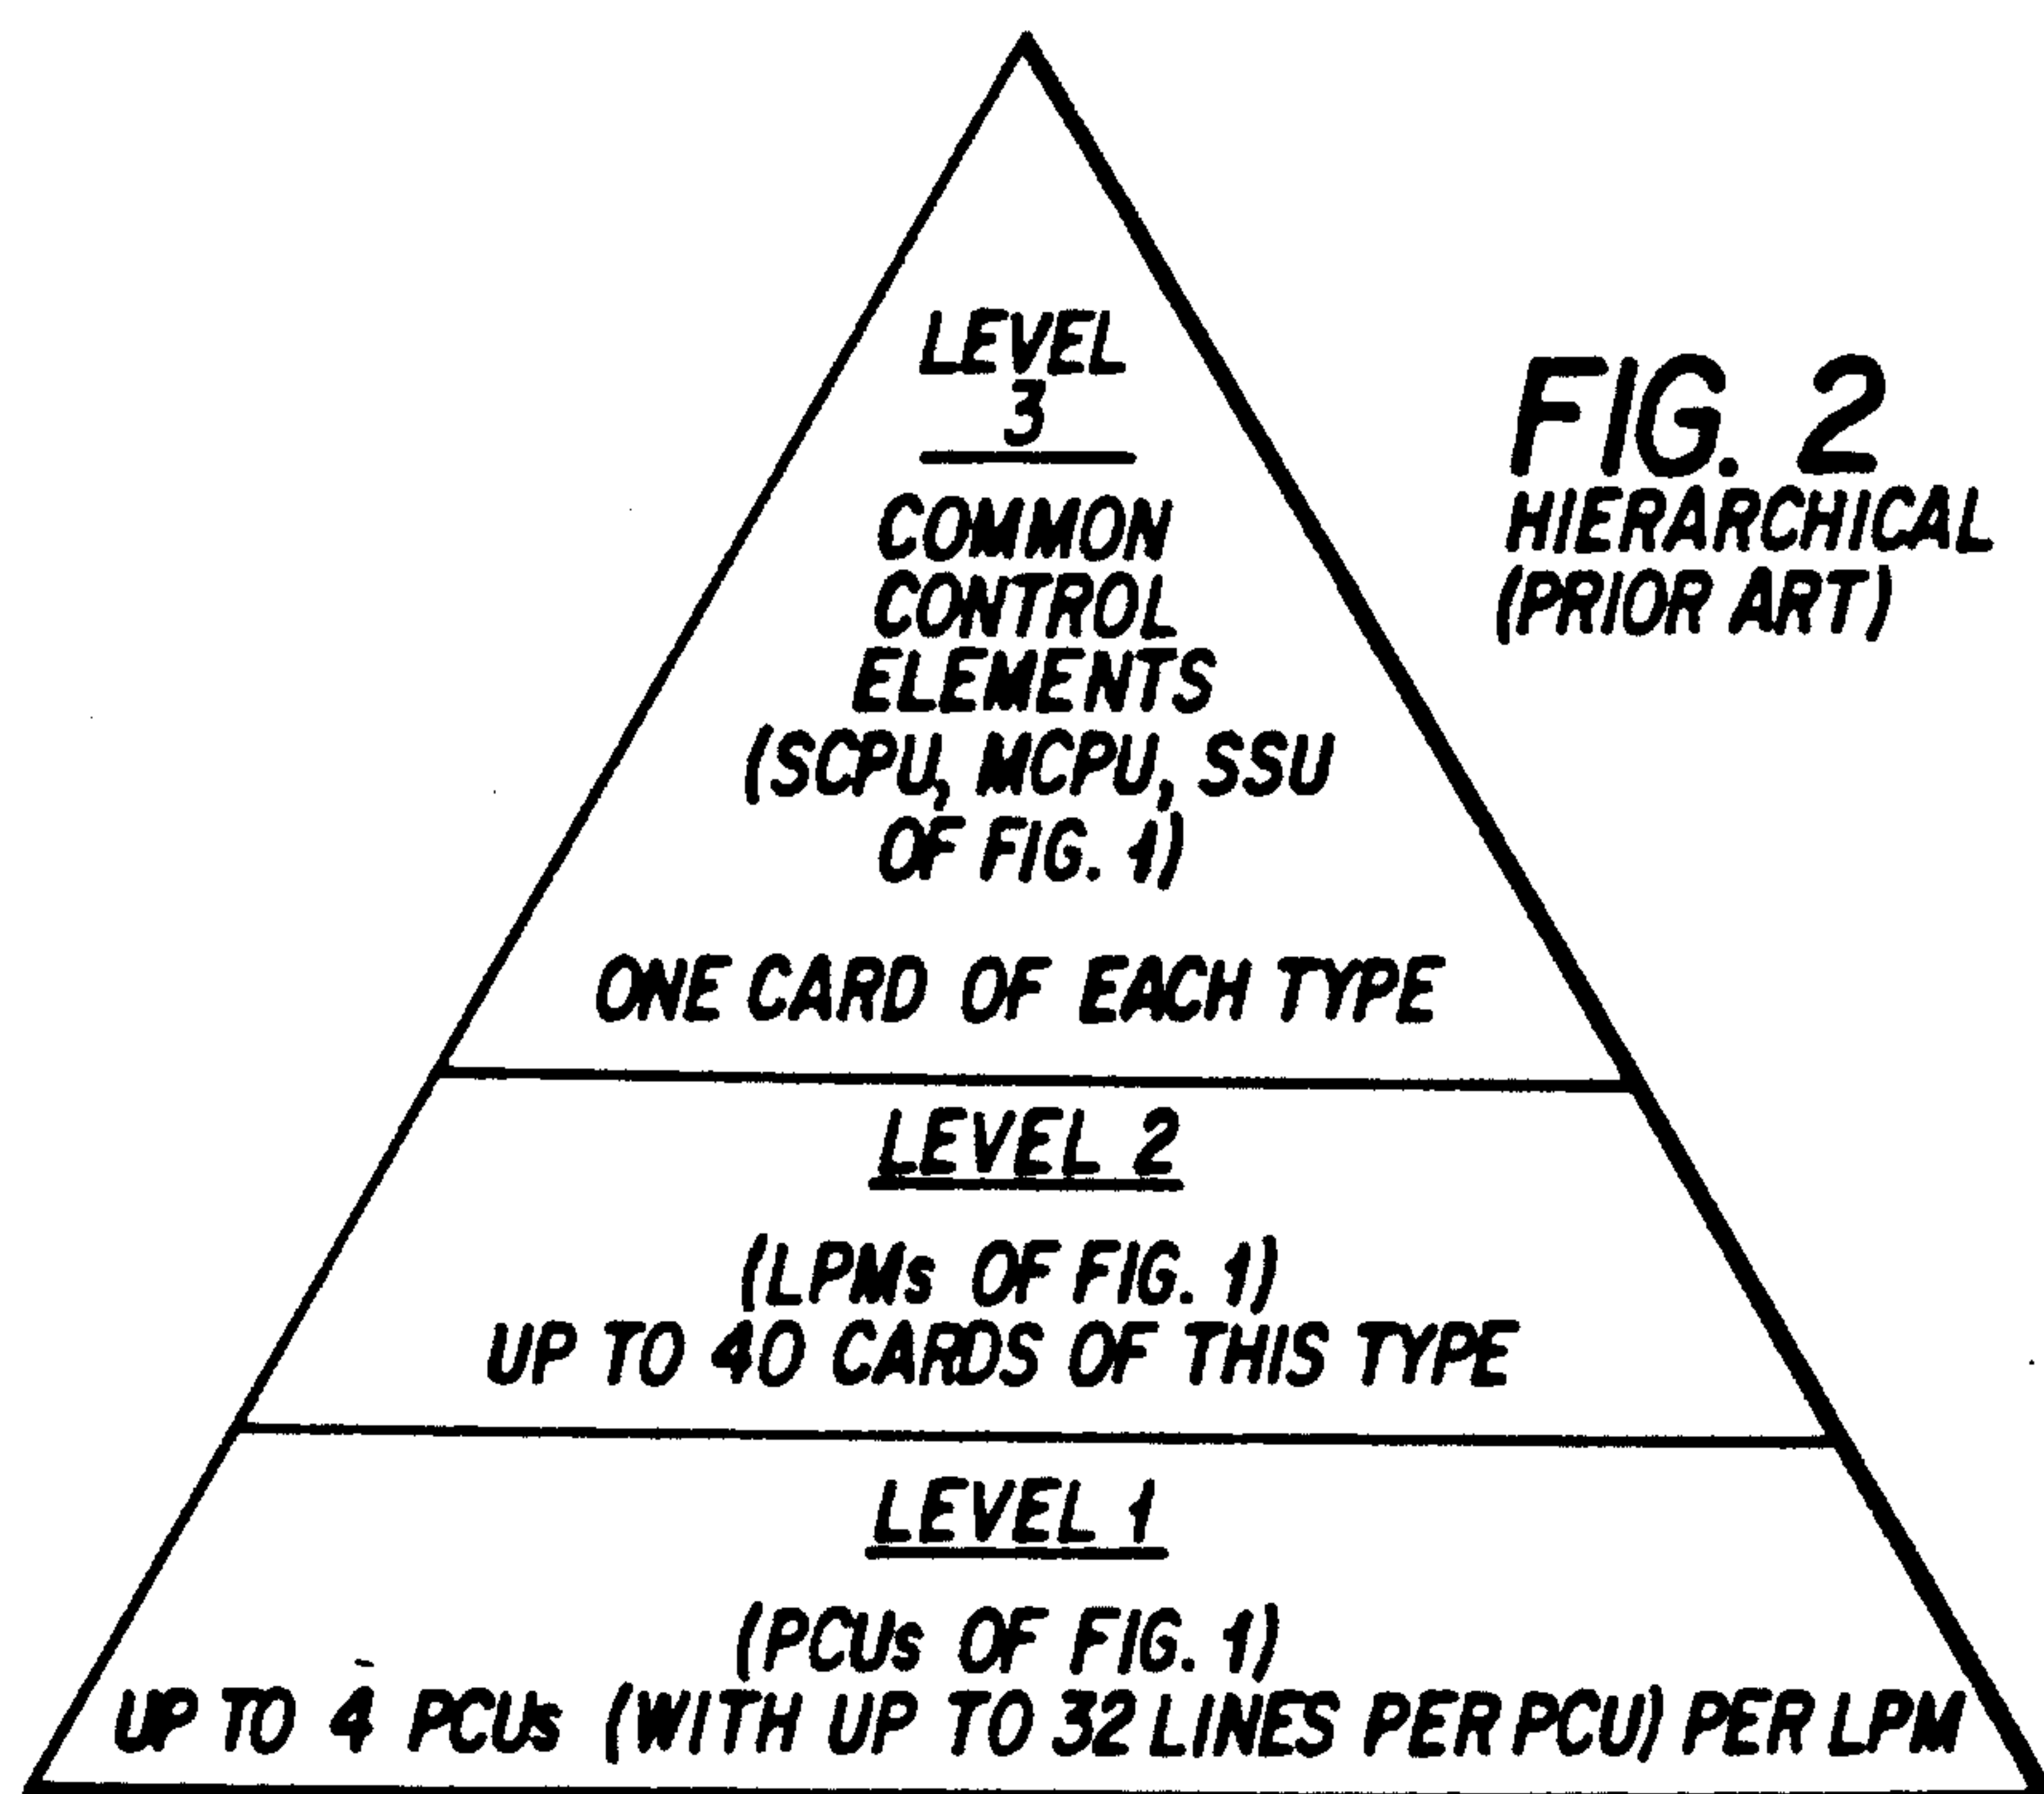 LEVEL
3
COMMON
CONTROL
ELEMENTS
(SCPU, MCPU, SSU
OF FIG. 1)
ONE CARD OF EACH TYPE
FIG. 2
HIERARCHICAL
(PRIOR ART)
LEVEL 2
(LPMs OF FIG. 1)
UP TO 40 CARDS OF THIS TYPE
LEVEL 1
(PCUs OF FIG. 1)
UP TO 4 PCUs (WITH UP TO 32 LINES PER PCU) PER LPM